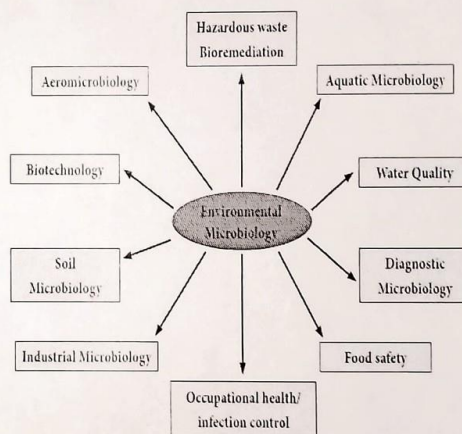 Hazardous waste
Bioremediation
Aeromicrobiology
Aquatic Microbiology
Biotechnology
Water Quality
Environmental
Microbiology
Soil
Microbiology
Diagnostic
Microbiology
Industrial Microbiology
Food safety
Occupational health/
infection control